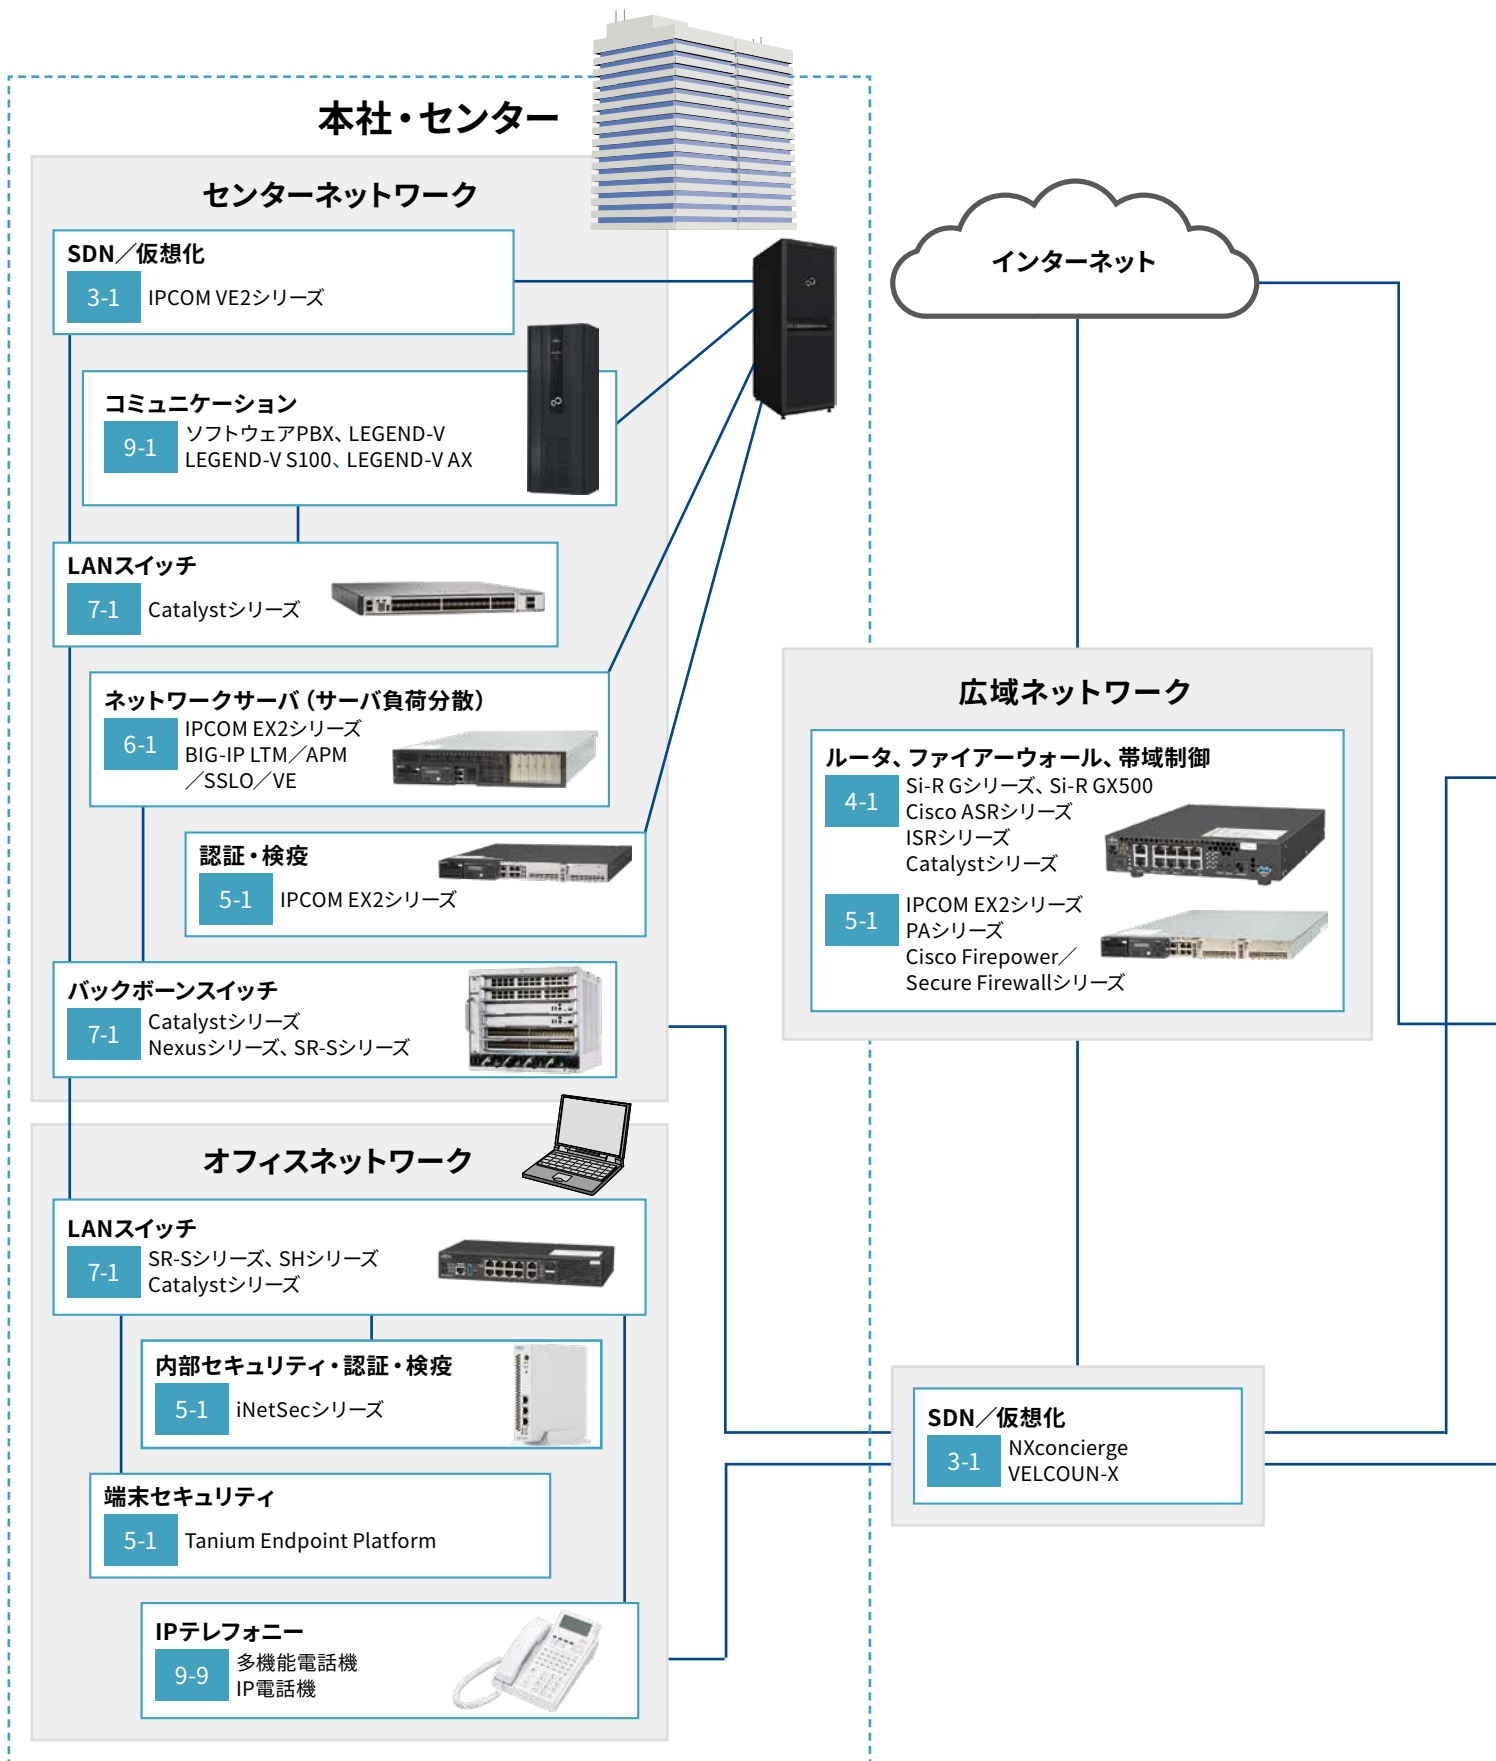 本社・センター
センターネットワーク
SDN／仮想化
3-1
IPCOM VE2シリーズ
コミュニケーション
9-1
ソフトウェアPBX、LEGEND-V
LEGEND-V S100、LEGEND-V AX
LANスイッチ
7-1
Catalystシリーズ
ネットワークサーバ（サーバ負荷分散）
6-1
IPCOM EX2シリーズ
BIG-IP LTM／APM
／SSLO／VE
認証・検疫
5-1
IPCOM EX2シリーズ
バックボーンスイッチ
7-1
Catalystシリーズ
Nexusシリーズ、SR-Sシリーズ
オフィスネットワーク
LANスイッチ
7-1
SR-Sシリーズ、SHシリーズ
Catalystシリーズ
内部セキュリティ・認証・検疫
5-1
iNetSecシリーズ
端末セキュリティ
5-1
Tanium Endpoint Platform
IPテレフォニー
9-9
多機能電話機
IP電話機
インターネット
広域ネットワーク
ルータ、ファイアーウォール、帯域制御
4-1
Si-R Gシリーズ、Si-R GX500
Cisco ASRシリーズ
ISRシリーズ
Catalystシリーズ
5-1
IPCOM EX2シリーズ
PAシリーズ
Cisco Firepower／
Secure Firewallシリーズ
SDN／仮想化
3-1
NXconcierge
VELCOUN-X